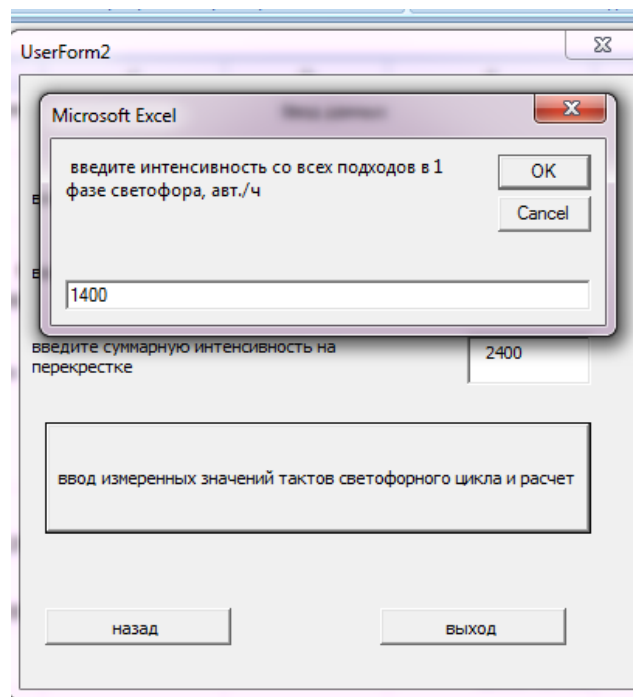 UserForm2
Microsoft Excel
введите интенсивность со всех подходов в 1
фазе светофора, авт./ч
OK
Cancel
1400
введите суммарную интенсивность на
перекрестке
2400
ввод измеренных значений тактов светофорного цикла и расчет
назад
выход